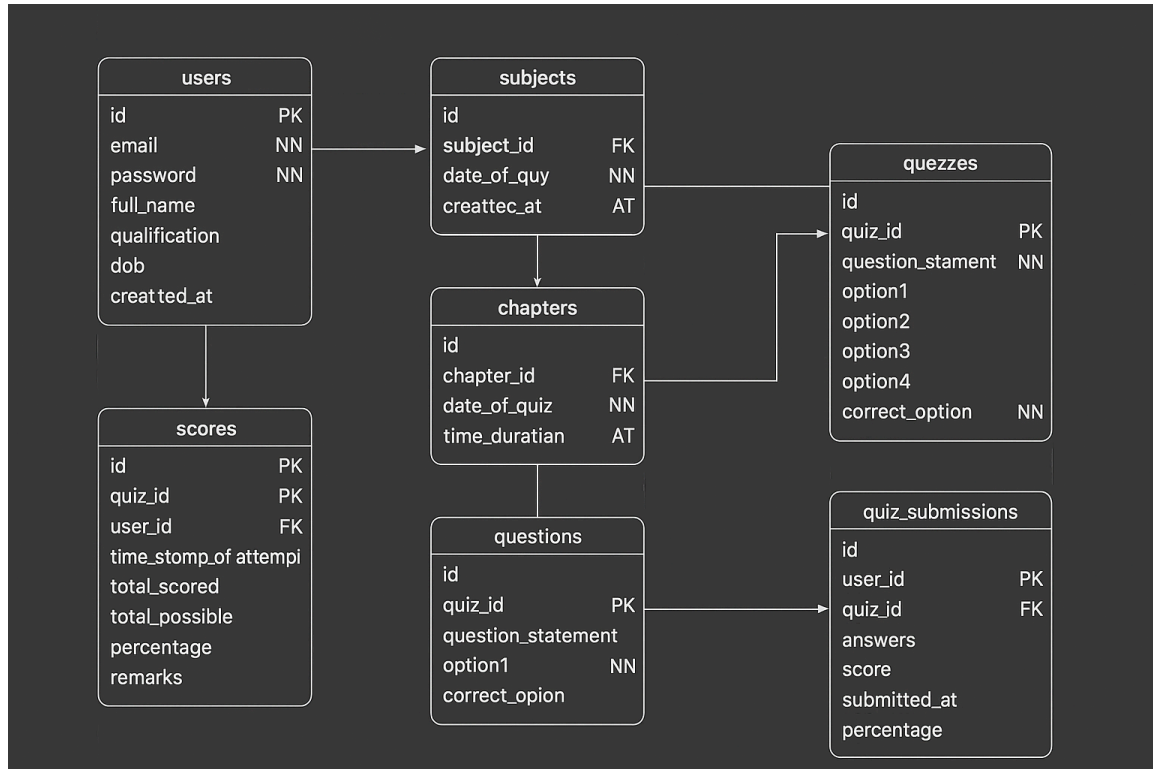 users
id PK
email NN
password NN
full_name
qualification
dob
creatted_at
scores
id PK
quiz_id PK
user_id FK
time_stomp_of attempi
total_scored
total_possible
percentage
remarks
subjects
id
subject_id FK
date_of_quy NN
creattec_at AT
chapters
id
chapter_id FK
date_of_quiz NN
time_duratian AT
questions
id
quiz_id PK
question_statement
option1 NN
correct_opion
quezzes
id
quiz_id PK
question_stament NN
option1
option2
option3
option4
correct_option NN
quiz_submissions
id
user_id PK
quiz_id FK
answers
score
submitted_at
percentage